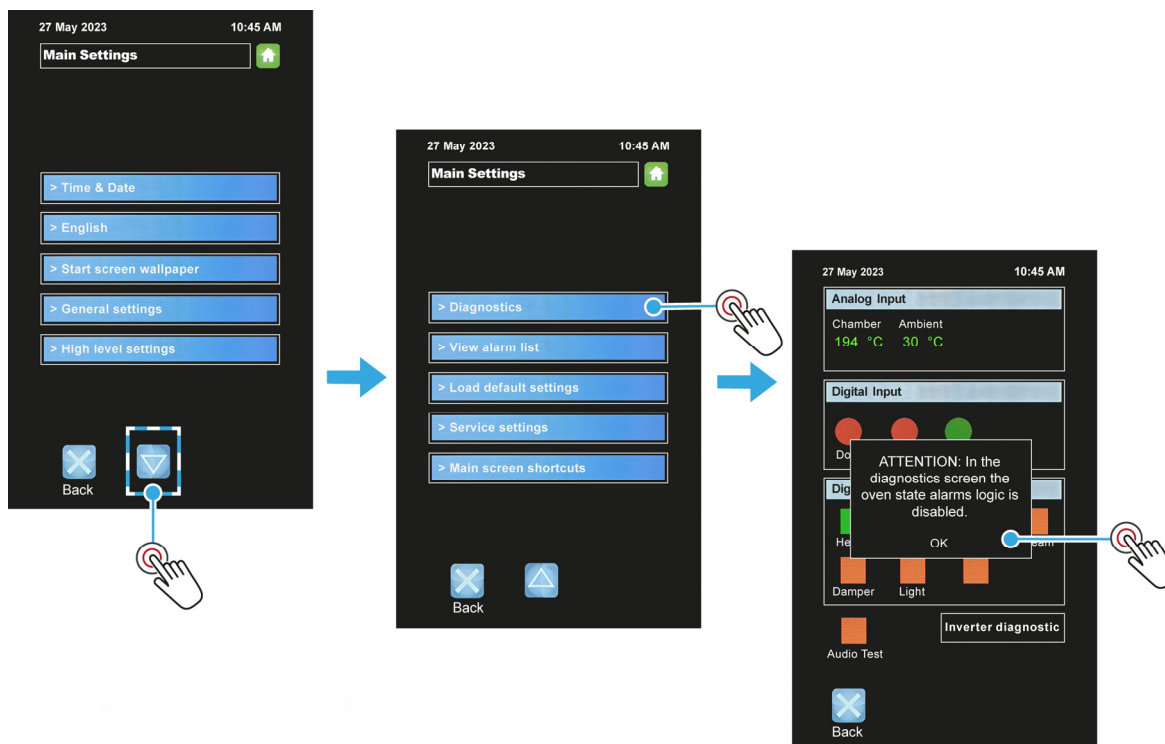 27 May 2023 10:45 AM
Main Settings
> Time & Date
> English
> Start screen wallpaper
> General settings
> High level settings
Back
27 May 2023 10:45 AM
Main Settings
> Diagnostics
> View alarm list
> Load default settings
> Service settings
> Main screen shortcuts
Back
27 May 2023 10:45 AM
Analog Input
Chamber Ambient
194 °C 30 °C
Digital Input
ATTENTION: In the
diagnostics screen the
oven state alarms logic is
disabled.
OK
Damper Light
Inverter diagnostic
Audio Test
Back